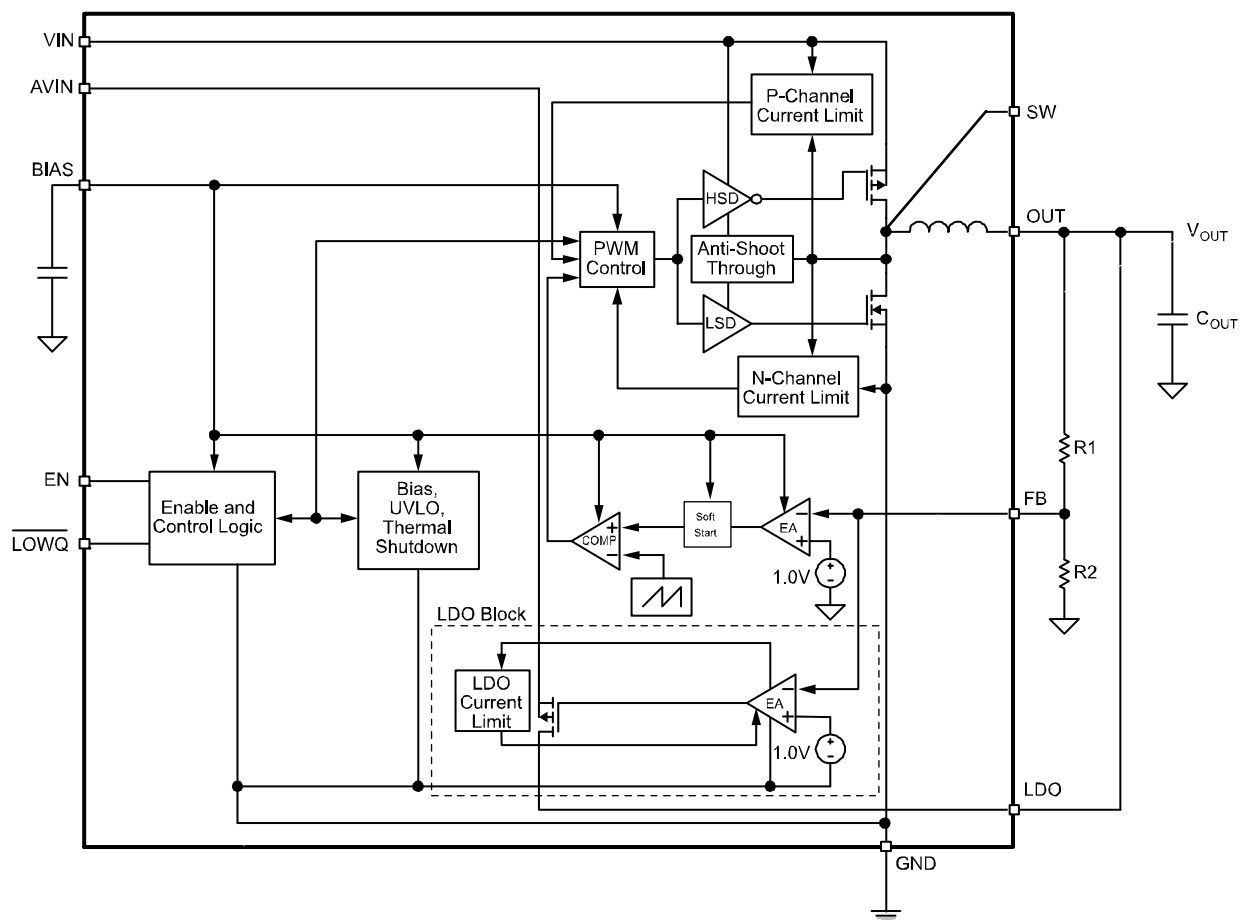 VIN
AVIN
P-Channel
Current Limit
SW
BIAS
HSD
OUT
VOUT
PWM
Control
Anti-Shoot
Through
LSD
COUT
N-Channel
Current Limit
R1
EN
Enable and
Control Logic
Bias,
UVLO,
Thermal
Shutdown
LOWQ
+
COMP
−
Soft
Start
−
EA
+
FB
1.0V
+
−
R2
LDO Block
LDO
Current
Limit
−
EA
+
1.0V
+
−
LDO
GND